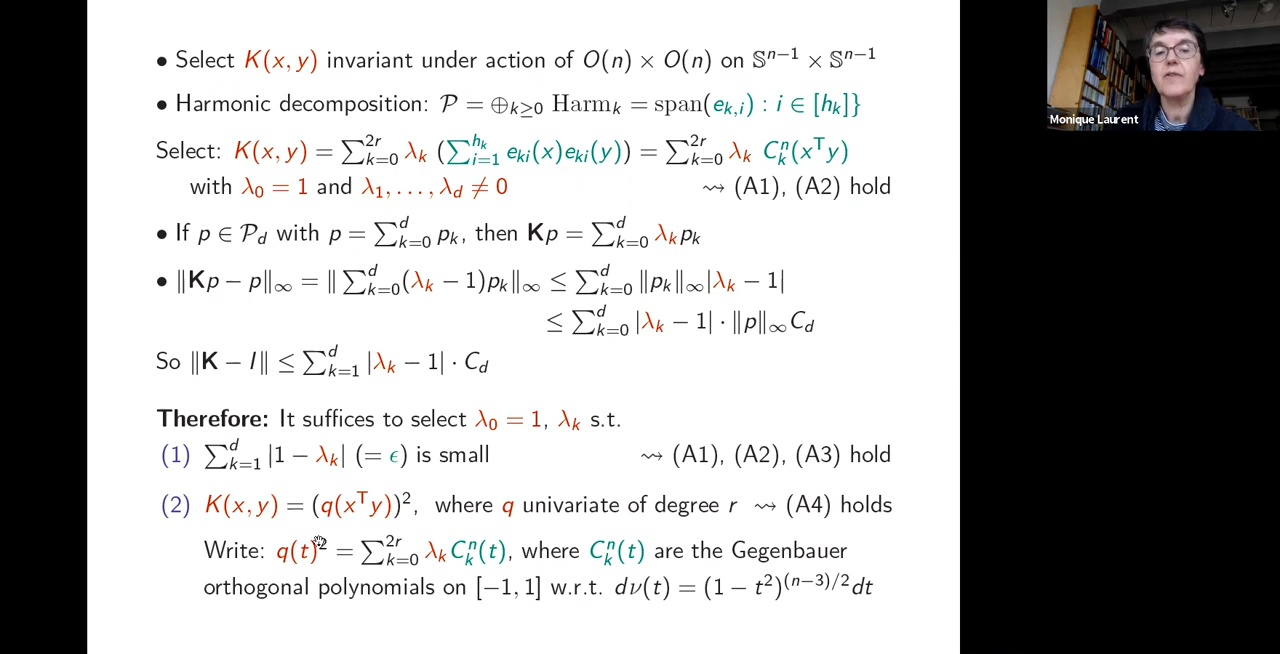 • Select K(x, y) invariant under action of O(n) × O(n) on 𝕊ⁿ⁻¹ × 𝕊ⁿ⁻¹
• Harmonic decomposition: 𝒫 = ⊕_{k≥0} Harm_k = span(e_{k,i}) : i ∈ [h_k]}
Select: K(x, y) = ∑_{k=0}^{2r} λ_k (∑_{i=1}^{h_k} e_{ki}(x)e_{ki}(y)) = ∑_{k=0}^{2r} λ_k C_k^n(x^T y)
with λ_0 = 1 and λ_1, . . . , λ_d ≠ 0 ⇝ (A1), (A2) hold
• If p ∈ 𝒫_d with p = ∑_{k=0}^{d} p_k, then 𝐊p = ∑_{k=0}^{d} λ_k p_k
• ‖𝐊p − p‖_∞ = ‖ ∑_{k=0}^{d} (λ_k − 1)p_k‖_∞ ≤ ∑_{k=0}^{d} ‖p_k‖_∞|λ_k − 1|
≤ ∑_{k=0}^{d} |λ_k − 1| · ‖p‖_∞ C_d
So ‖𝐊 − I‖ ≤ ∑_{k=1}^{d} |λ_k − 1| · C_d
Therefore: It suffices to select λ_0 = 1, λ_k s.t.
(1) ∑_{k=1}^{d} |1 − λ_k| (= ϵ) is small ⇝ (A1), (A2), (A3) hold
(2) K(x, y) = (q(x^T y))², where q univariate of degree r ⇝ (A4) holds
Write: q(t)² = ∑_{k=0}^{2r} λ_k C_k^n(t), where C_k^n(t) are the Gegenbauer
orthogonal polynomials on [−1, 1] w.r.t. dν(t) = (1 − t²)^{(n−3)/2} dt
Monique Laurent